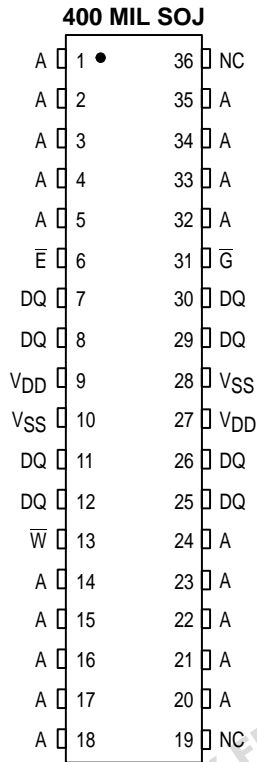 400 MIL SOJ
A 1 36 NC
A 2 35 A
A 3 34 A
A 4 33 A
A 5 32 A
E̅ 6 31 G̅
DQ 7 30 DQ
DQ 8 29 DQ
VDD 9 28 VSS
VSS 10 27 VDD
DQ 11 26 DQ
DQ 12 25 DQ
W̅ 13 24 A
A 14 23 A
A 15 22 A
A 16 21 A
A 17 20 A
A 18 19 NC